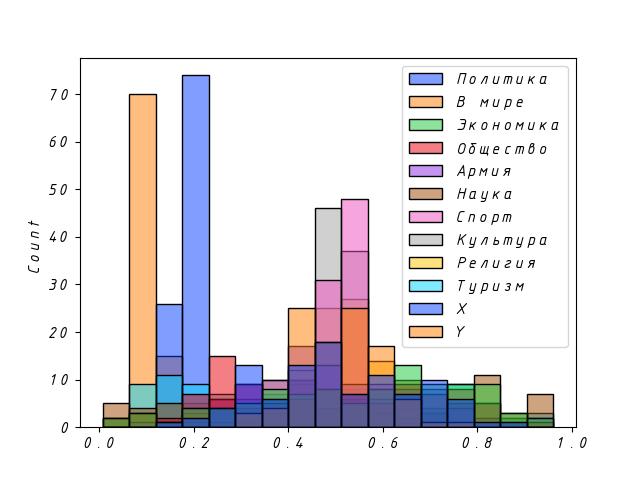 Count
70
60
50
40
30
20
10
0
0.0 0.2 0.4 0.6 0.8 1.0
Политика
В мире
Экономика
Общество
Армия
Наука
Спорт
Культура
Религия
Туризм
X
Y